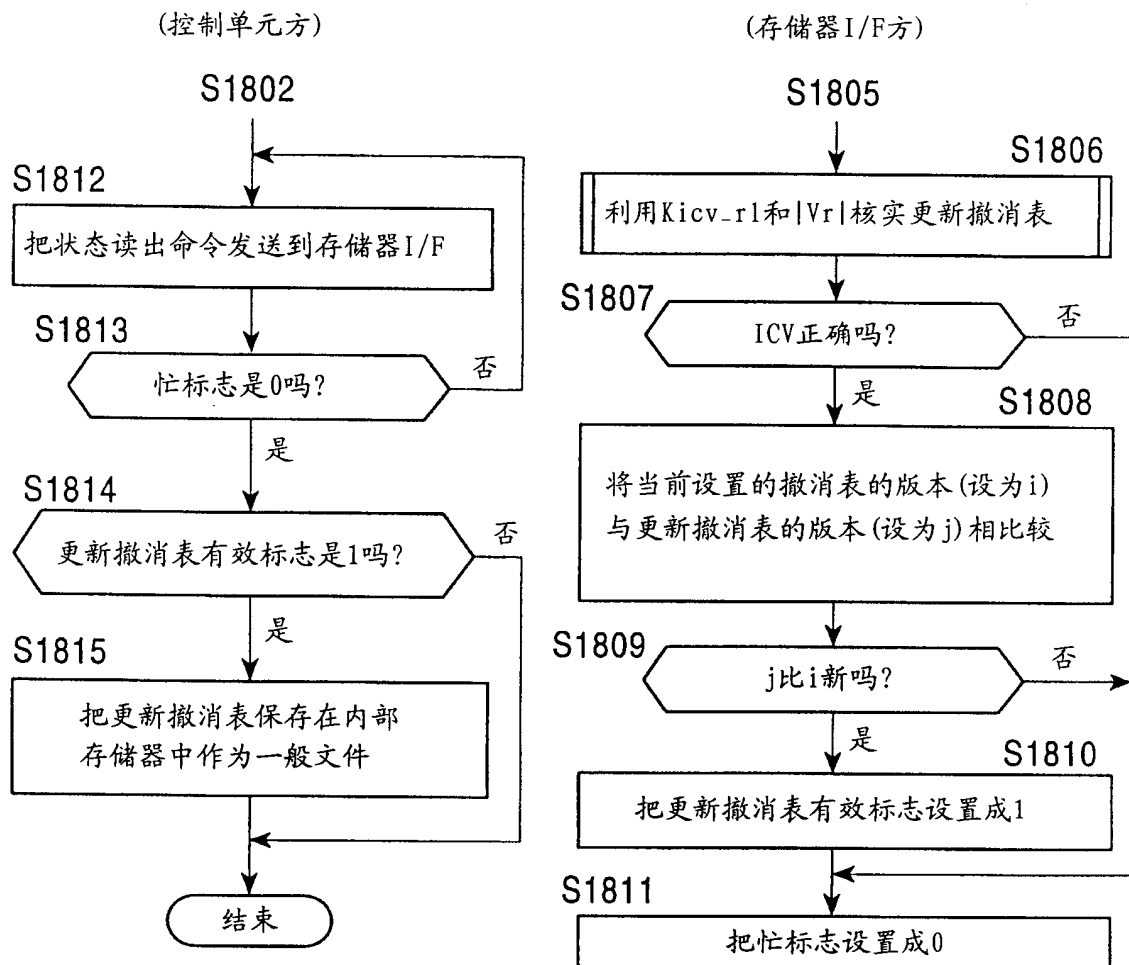 (控制单元方)
S1802
S1812
把状态读出命令发送到存储器I/F
S1813
忙标志是0吗?
否
是
S1814
更新撤消表有效标志是1吗?
否
是
S1815
把更新撤消表保存在内部
存储器中作为一般文件
结束
(存储器I/F方)
S1805
S1806
利用Kicv_rl和|Vr|核实更新撤消表
S1807
ICV正确吗?
否
是
S1808
将当前设置的撤消表的版本(设为i)
与更新撤消表的版本(设为j)相比较
S1809
j比i新吗?
否
是
S1810
把更新撤消表有效标志设置成1
S1811
把忙标志设置成0